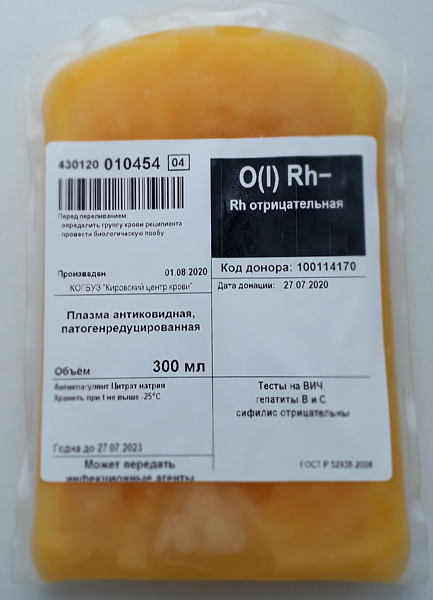 430120 010454 04
Перед переливанием:
определить группу крови реципиента
провести биологическую пробу
Произведен 01.08.2020
КОГБУЗ "Кировский центр крови"
Плазма антиковидная,
патогенредуцированная
Объём 300 мл
Антикоагулянт Цитрат натрия
Хранить при t не выше -25°C
Годна до 27.07.2023
Может передать
инфекционные агенты
O(I) Rh–
Rh отрицательная
Код донора: 100114170
Дата донации: 27.07.2020
Тесты на ВИЧ,
гепатиты В и С
сифилис отрицательны
ГОСТ Р 52938-2008